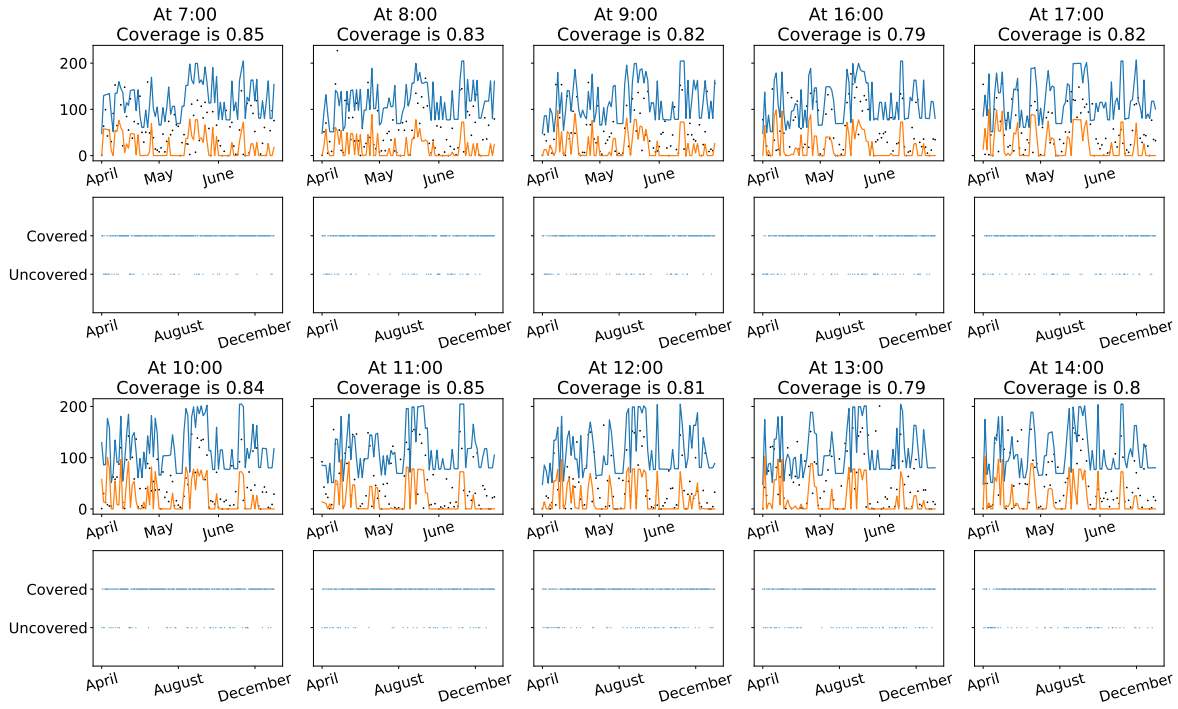 At 7:00
Coverage is 0.85
At 8:00
Coverage is 0.83
At 9:00
Coverage is 0.82
At 16:00
Coverage is 0.79
At 17:00
Coverage is 0.82
200
100
0
April May June
April May June
April May June
April May June
April May June
Covered
Uncovered
April August December
April August December
April August December
April August December
April August December
At 10:00
Coverage is 0.84
At 11:00
Coverage is 0.85
At 12:00
Coverage is 0.81
At 13:00
Coverage is 0.79
At 14:00
Coverage is 0.8
200
100
0
April May June
April May June
April May June
April May June
April May June
Covered
Uncovered
April August December
April August December
April August December
April August December
April August December